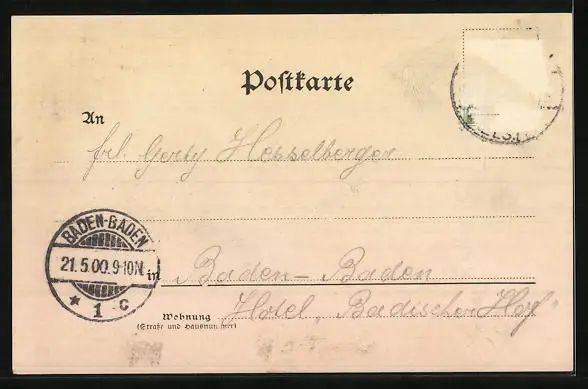 Postkarte
An
frl. Gerty Hesselberger
BADEN-BADEN
21.5.00.9-10N.
* 1 c
in
Baden-Baden
Wohnung
(Straße und Hausnummer)
Hotel "Badischer Hof"